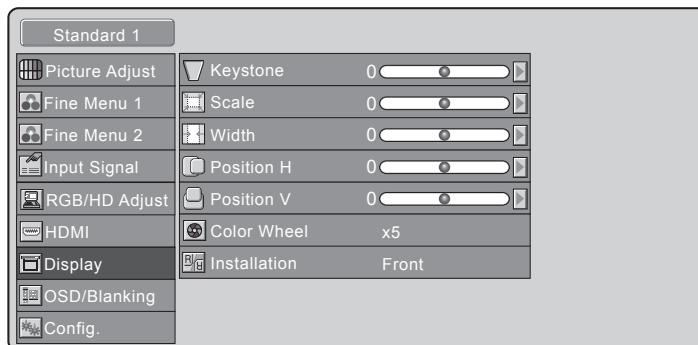 Standard 1
Picture Adjust
Fine Menu 1
Fine Menu 2
Input Signal
RGB/HD Adjust
HDMI
Display
OSD/Blanking
Config.
Keystone 0
Scale 0
Width 0
Position H 0
Position V 0
Color Wheel x5
Installation Front